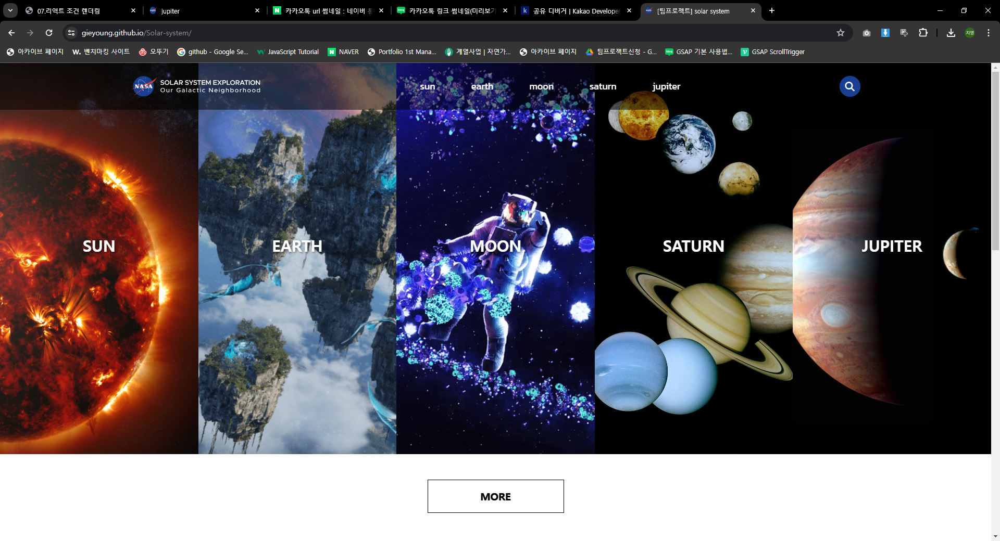 07.리액트 조건 렌더링
jupiter
카카오톡 url 썸네일 : 네이버
카카오톡 링크 썸네일(미리보기
공유 디버거 | Kakao Develope
[팀프로젝트] solar system
gieyoung.github.io/Solar-system/
지영
아카이브 페이지
W. 벤치마킹 사이트
오뚜기
github - Google Se...
JavaScript Tutorial
N NAVER
Portfolio 1st Mana...
계열사업 | 자연가...
아카이브 페이지
팀프로젝트신청 - G...
blog GSAP 기본 사용법...
GSAP ScrollTrigger
NASA
SOLAR SYSTEM EXPLORATION
Our Galactic Neighborhood
sun
earth
moon
saturn
jupiter
SUN
EARTH
MOON
SATURN
JUPITER
MORE